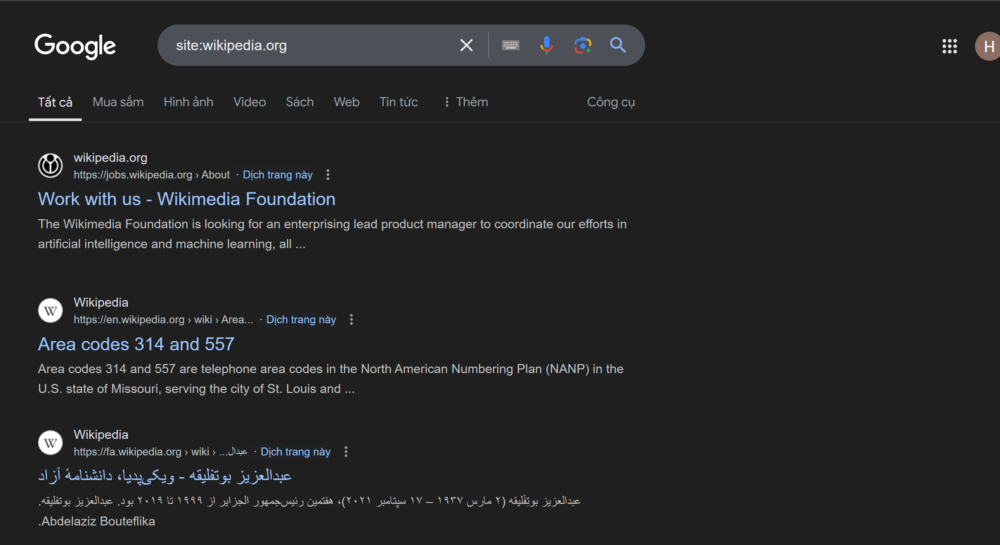 Google
site:wikipedia.org
H
Tất cả
Mua sắm
Hình ảnh
Video
Sách
Web
Tin tức
Thêm
Công cụ
wikipedia.org
https://jobs.wikipedia.org › About · Dịch trang này
Work with us - Wikimedia Foundation
The Wikimedia Foundation is looking for an enterprising lead product manager to coordinate our efforts in
artificial intelligence and machine learning, all ...
W
Wikipedia
https://en.wikipedia.org › wiki › Area... · Dịch trang này
Area codes 314 and 557
Area codes 314 and 557 are telephone area codes in the North American Numbering Plan (NANP) in the
U.S. state of Missouri, serving the city of St. Louis and ...
W
Wikipedia
https://fa.wikipedia.org › wiki › عبدال... · Dịch trang này
عبدالعزیز بوتفلیقه - ویکی‌پدیا، دانشنامهٔ آزاد
عبدالعزیز بوتِفْلیقه (۲ مارس ۱۹۳۷ – ۱۷ سپتامبر ۲۰۲۱)، هفتمین رئیس‌جمهور الجزایر از ۱۹۹۹ تا ۲۰۱۹ بود. عبدالعزیز بوتفلیقه.
Abdelaziz Bouteflika.